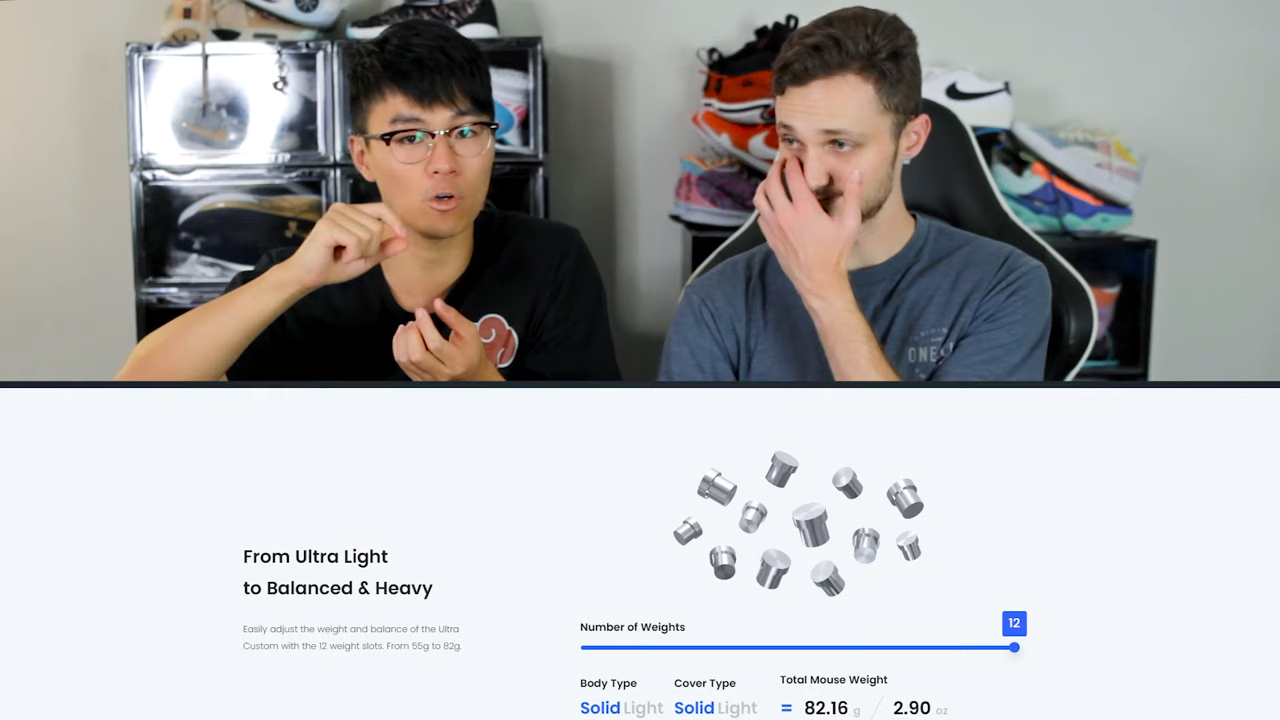 ONE
From Ultra Light
to Balanced & Heavy
Easily adjust the weight and balance of the Ultra
Custom with the 12 weight slots. From 55g to 82g.
Number of Weights
12
Body Type
Cover Type
Total Mouse Weight
Solid Light
Solid Light
= 82.16 g / 2.90 oz